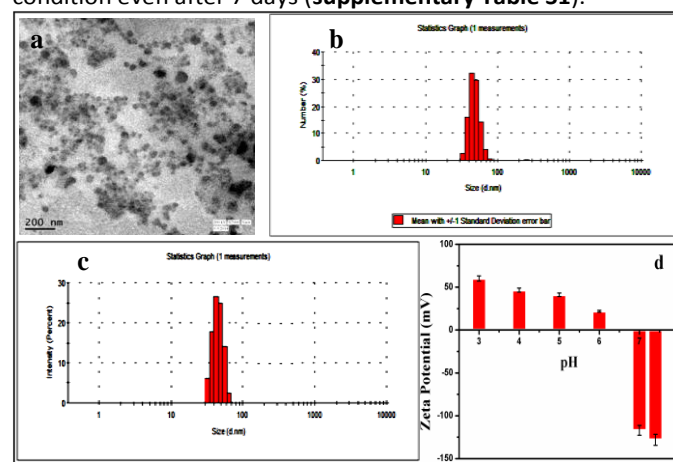 condition even after 7 days (supplementary Table S1).
a
200 nm
b
Statistics Graph (1 measurements)
Number (%)
40
30
20
10
0
1
10
100
1000
10000
Size (d.nm)
Mean with +/-1 Standard Deviation error bar
c
Statistics Graph (1 measurements)
Intensity (Percent)
30
20
10
0
1
10
100
1000
10000
Size (d.nm)
d
Zeta Potential (mV)
100
50
0
-50
-100
-150
3
4
5
6
7
pH